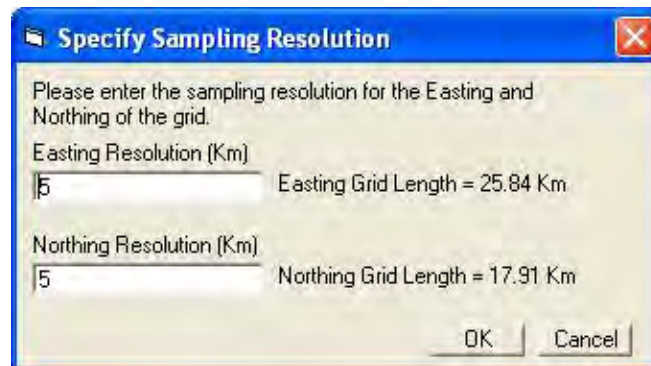 Specify Sampling Resolution
Please enter the sampling resolution for the Easting and
Northing of the grid.
Easting Resolution (Km)
5 Easting Grid Length = 25.84 Km
Northing Resolution (Km)
5 Northing Grid Length = 17.91 Km
OK Cancel